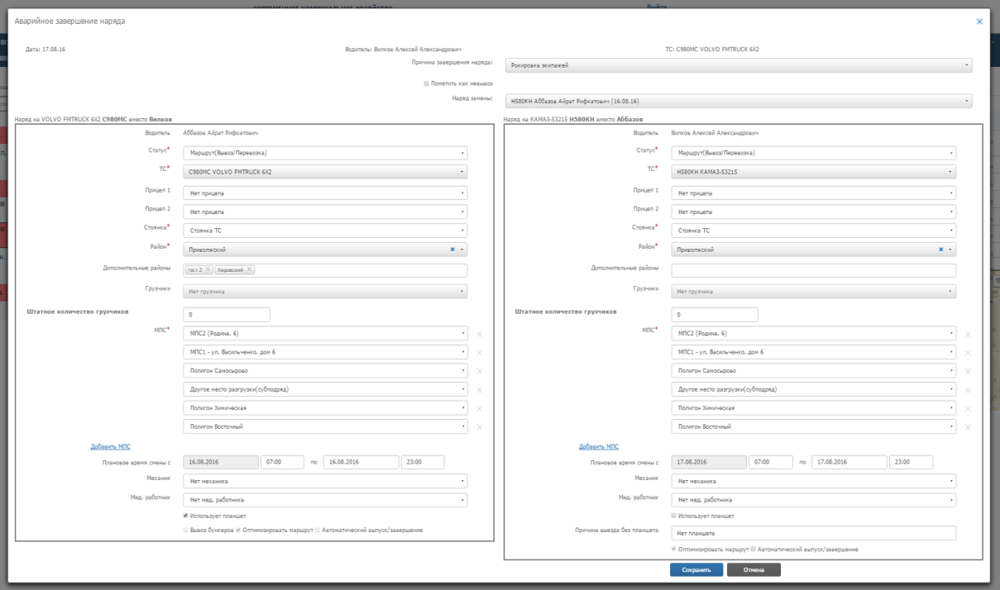 СОВРЕМЕННОЕ КОММУНАЛЬНОЕ ХОЗЯЙСТВО Выйти
Аварийное завершение наряда
Дата: 17.08.16 Водитель: Вилков Алексей Александрович ТС: С980МС VOLVO FMTRUCK 6X2
Причина завершения наряда: Рокировка экипажей
Пометить как невывоз
Наряд замены: Н580КН Аббазов Айрат Рифкатович (16.08.16)
Наряд на VOLVO FMTRUCK 6X2 С980МС вместо Вилков
Водитель Аббазов Айрат Рифкатович
Статус* Маршрут(Вывоз/Перевозка)
ТС* С980МС VOLVO FMTRUCK 6X2
Прицеп 1 Нет прицепа
Прицеп 2 Нет прицепа
Стоянка* Стоянка ТС
Район* Приволжский
Дополнительные районы тест 2 Кировский
Грузчики Нет грузчика
Штатное количество грузчиков 0
МПС* МПС2 (Родина, 6)
МПС1 - ул. Васильченко, дом 6
Полигон Самосырово
Другое место разгрузки(субподряд)
Полигон Химическая
Полигон Восточный
Добавить МПС
Плановое время смены с 16.08.2016 07:00 по 16.08.2016 23:00
Механик Нет механика
Мед. работник Нет мед. работника
Использует планшет
Вывоз бункеров Оптимизировать маршрут Автоматический выпуск/завершение
Наряд на КАМАЗ-53215 Н580КН вместо Аббазов
Водитель Вилков Алексей Александрович
Статус* Маршрут(Вывоз/Перевозка)
ТС* Н580КН КАМАЗ-53215
Прицеп 1 Нет прицепа
Прицеп 2 Нет прицепа
Стоянка* Стоянка ТС
Район* Приволжский
Дополнительные районы
Грузчики Нет грузчика
Штатное количество грузчиков 0
МПС* МПС2 (Родина, 6)
МПС1 - ул. Васильченко, дом 6
Полигон Самосырово
Другое место разгрузки(субподряд)
Полигон Химическая
Полигон Восточный
Добавить МПС
Плановое время смены с 17.08.2016 07:00 по 17.08.2016 23:00
Механик Нет механика
Мед. работник Нет мед. работника
Использует планшет
Причина выезда без планшета Нет планшета
Оптимизировать маршрут Автоматический выпуск/завершение
Сохранить Отмена